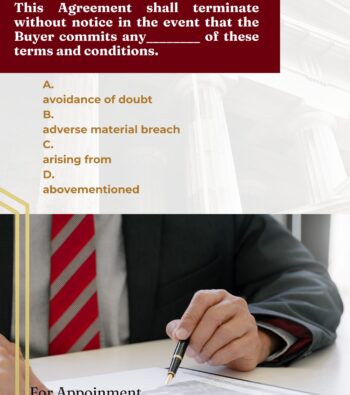 This Agreement shall terminate
without notice in the event that the
Buyer commits any________ of these
terms and conditions.
A.
avoidance of doubt
B.
adverse material breach
C.
arising from
D.
abovementioned
For Appoinment